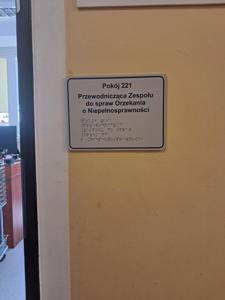 Pokój 221
Przewodnicząca Zespołu
do spraw Orzekania
o Niepełnosprawności